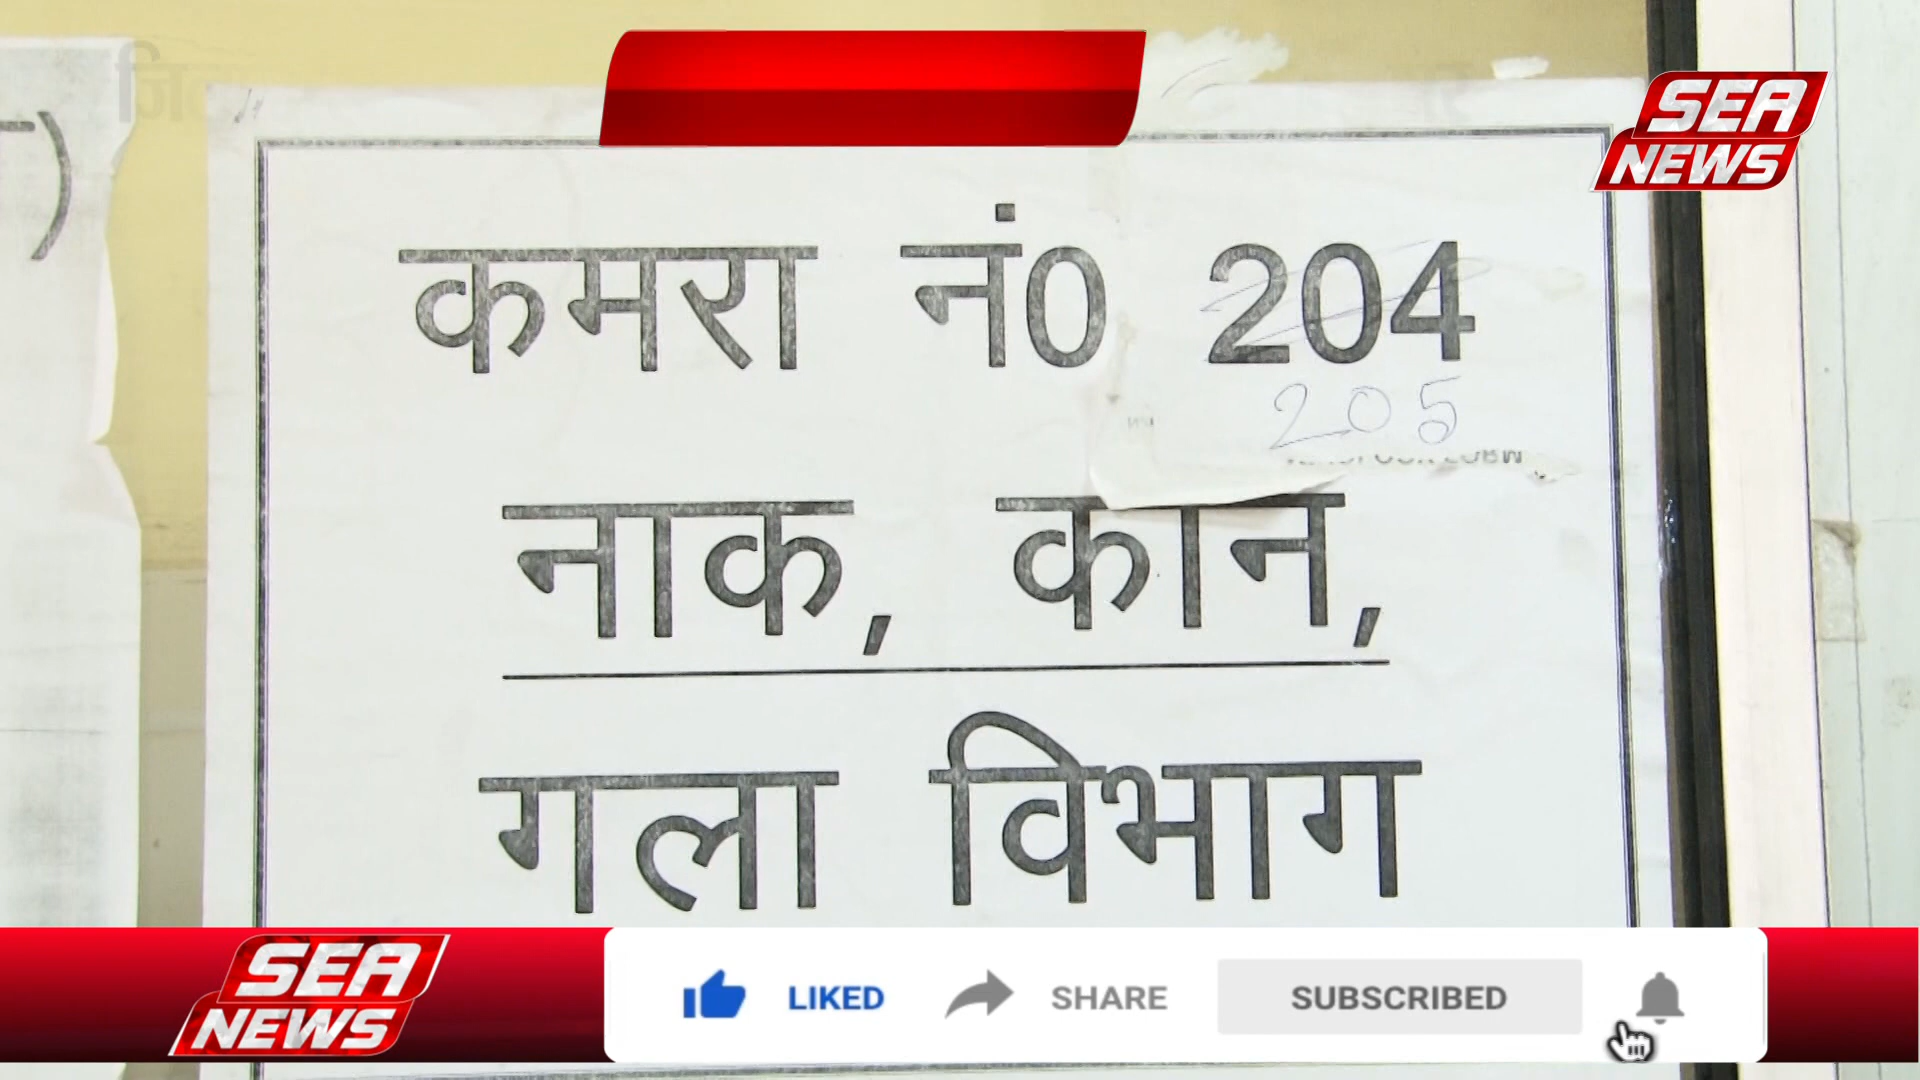 SEA
NEWS
कमरा नं0 204
205
नाक, कान,
गला विभाग
SEA
NEWS
LIKED
SHARE
SUBSCRIBED